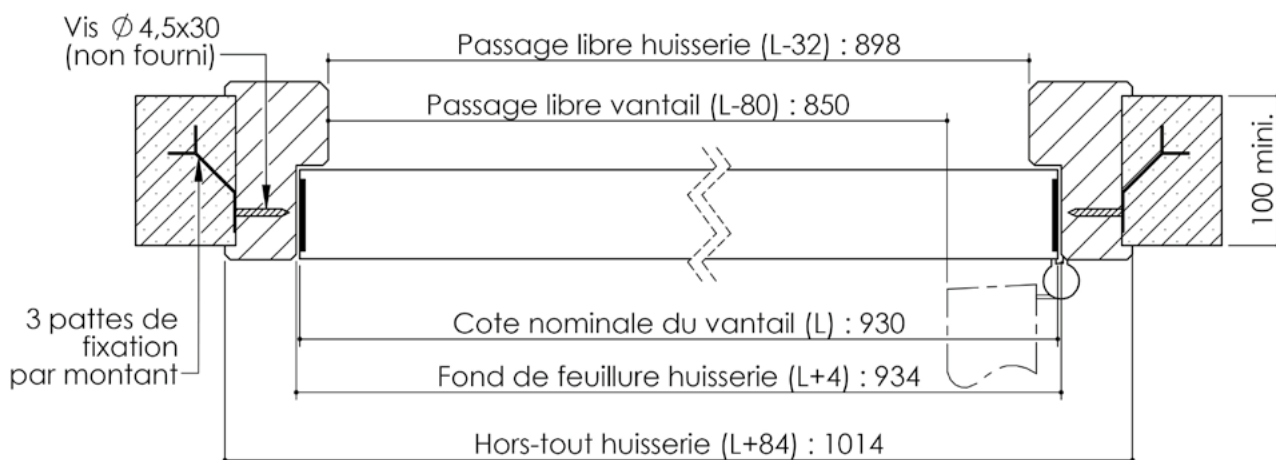 Vis Ø 4,5x30
(non fourni)
Passage libre huisserie (L-32) : 898
Passage libre vantail (L-80) : 850
100 mini.
3 pattes de
fixation
par montant
Cote nominale du vantail (L) : 930
Fond de feuillure huisserie (L+4) : 934
Hors-tout huisserie (L+84) : 1014